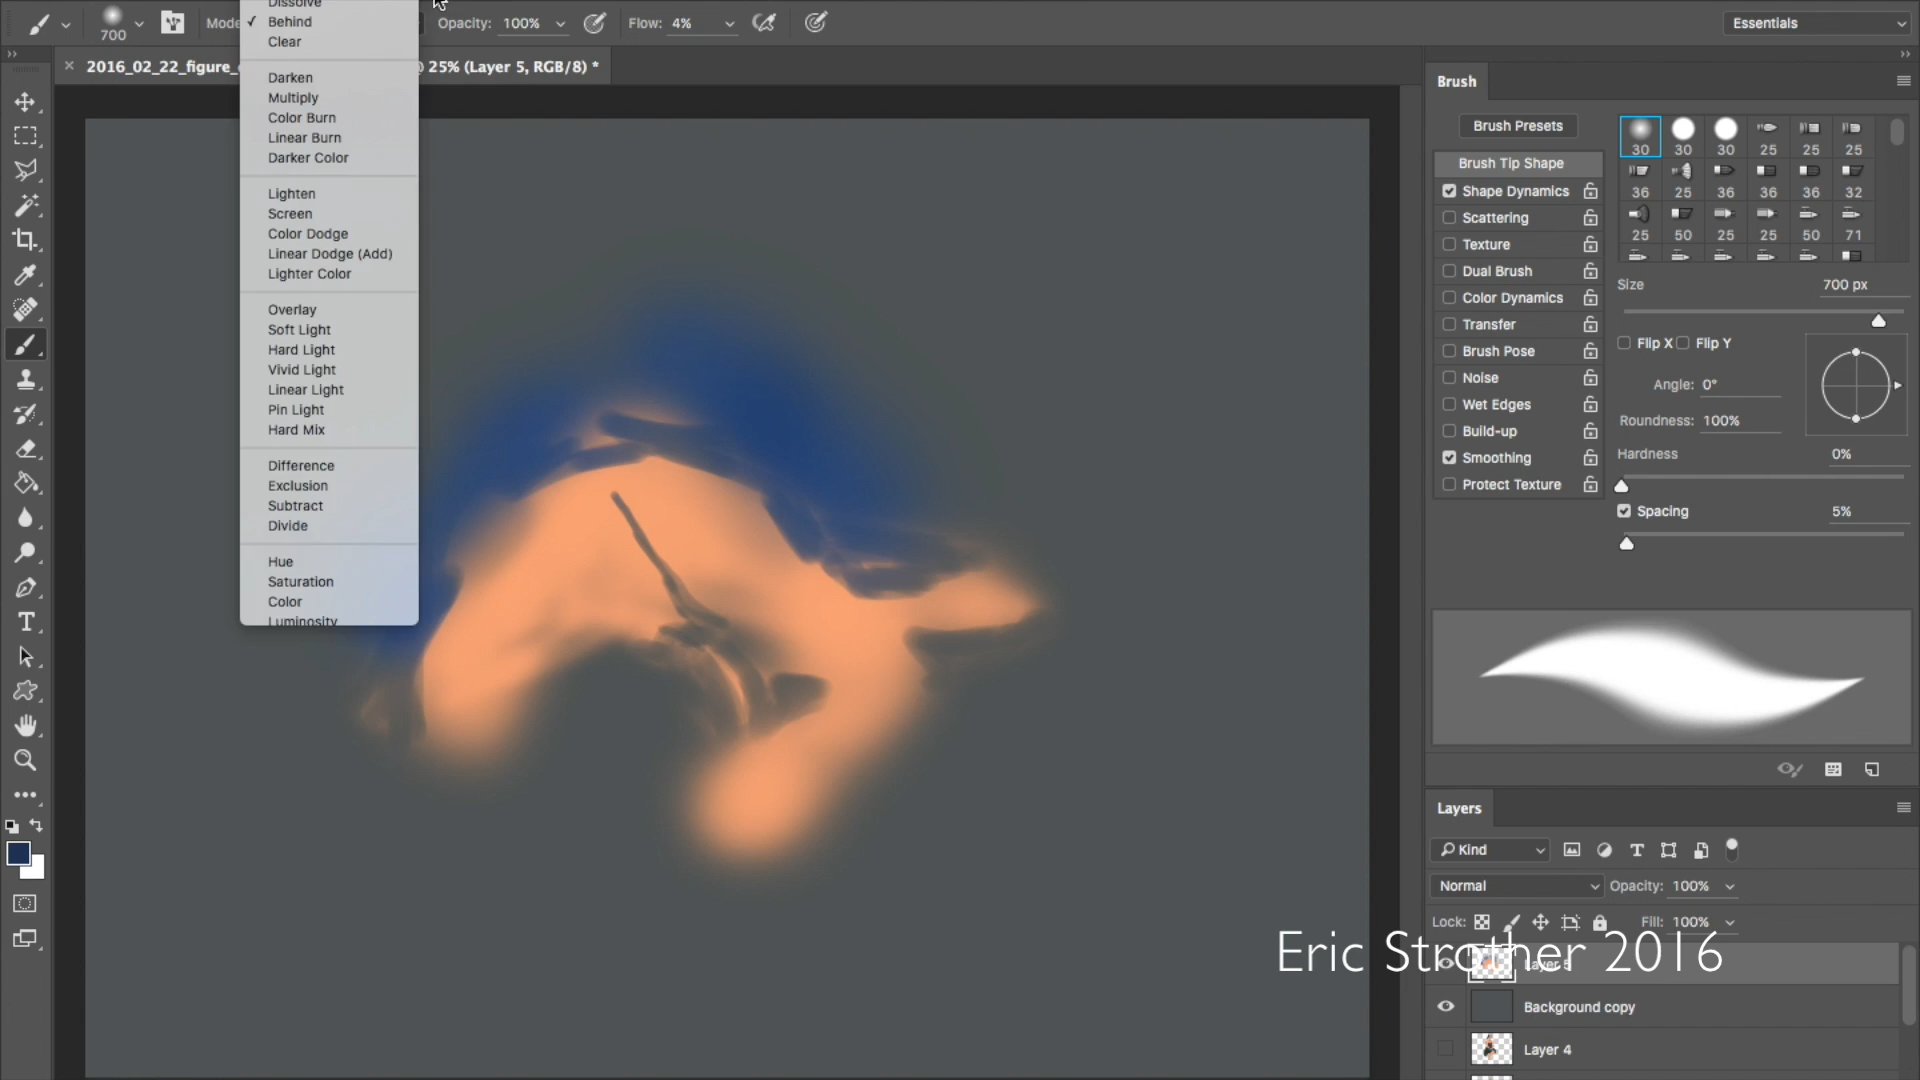 Dissolve
700
Mode
Opacity: 100%
Flow: 4%
Essentials
Behind
Clear
Darken
Multiply
Color Burn
Linear Burn
Darker Color
Lighten
Screen
Color Dodge
Linear Dodge (Add)
Lighter Color
Overlay
Soft Light
Hard Light
Vivid Light
Linear Light
Pin Light
Hard Mix
Difference
Exclusion
Subtract
Divide
Hue
Saturation
Color
Luminosity
2016_02_22_figure_
25% (Layer 5, RGB/8) *
Brush
Brush Presets
Brush Tip Shape
Shape Dynamics
Scattering
Texture
Dual Brush
Color Dynamics
Transfer
Brush Pose
Noise
Wet Edges
Build-up
Smoothing
Protect Texture
30 30 30 25 25 25
36 25 36 36 36 32
25 50 25 25 50 71
Size 700 px
Flip X Flip Y
Angle: 0°
Roundness: 100%
Hardness 0%
Spacing 5%
Layers
Kind
Normal Opacity: 100%
Lock: Fill: 100%
Eric Strother 2016
Layer 5
Background copy
Layer 4